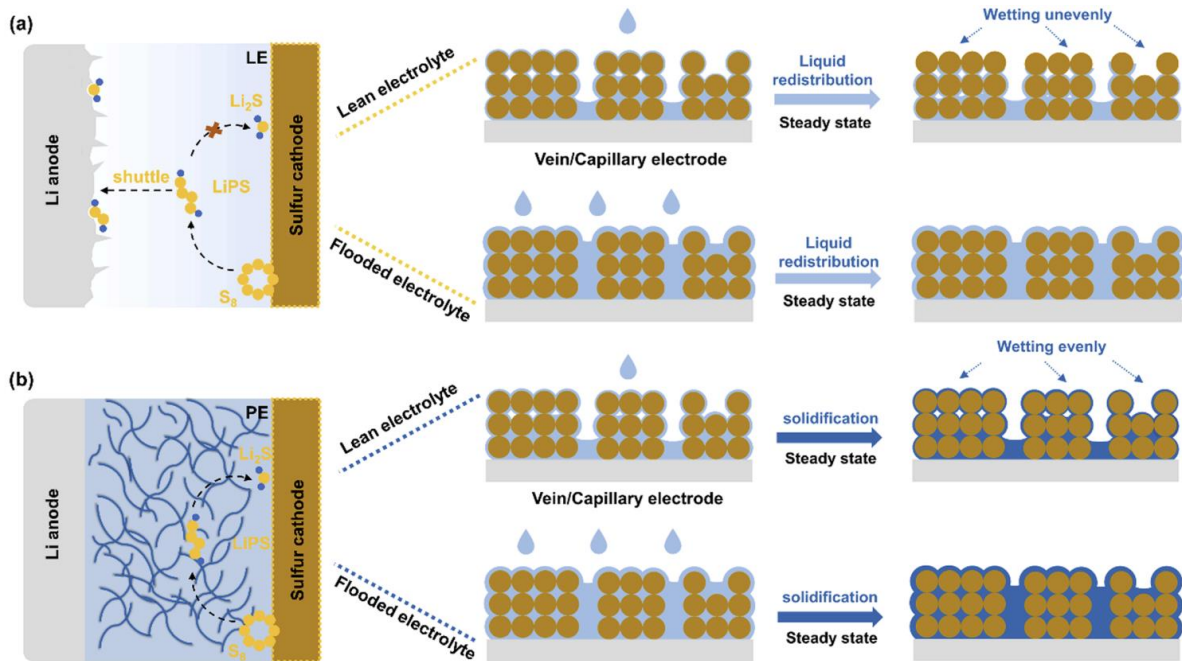 (a)
LE
Li anode
Li₂S
shuttle
LiPS
S₈
Sulfur cathode
Lean electrolyte
Flooded electrolyte
Vein/Capillary electrode
Liquid
redistribution
Steady state
Wetting unevenly
Liquid
redistribution
Steady state
(b)
PE
Li anode
Li₂S
LiPS
S₈
Sulfur cathode
Lean electrolyte
Flooded electrolyte
Vein/Capillary electrode
solidification
Steady state
Wetting evenly
solidification
Steady state